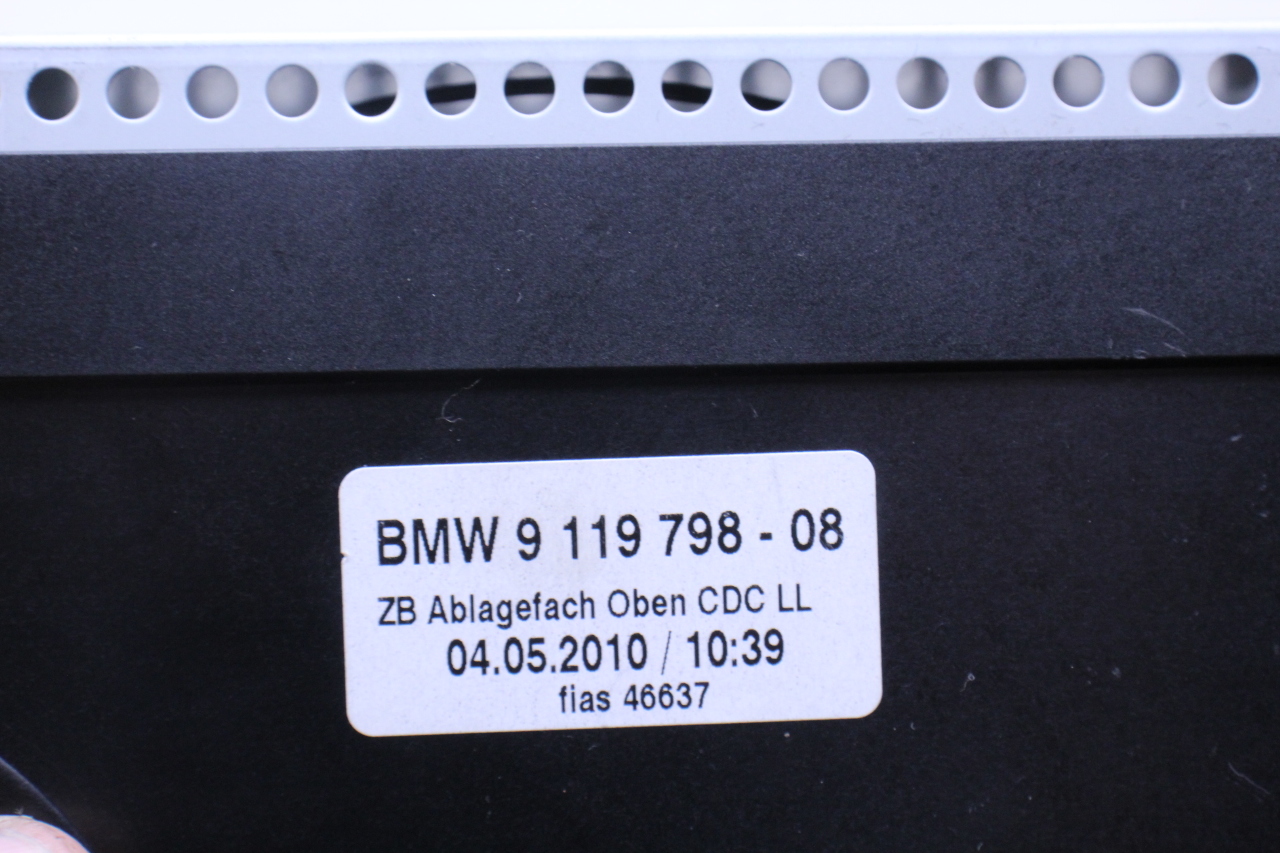 BMW 9 119 798 - 08
ZB Ablagefach Oben CDC LL
04.05.2010 / 10:39
fias 46637